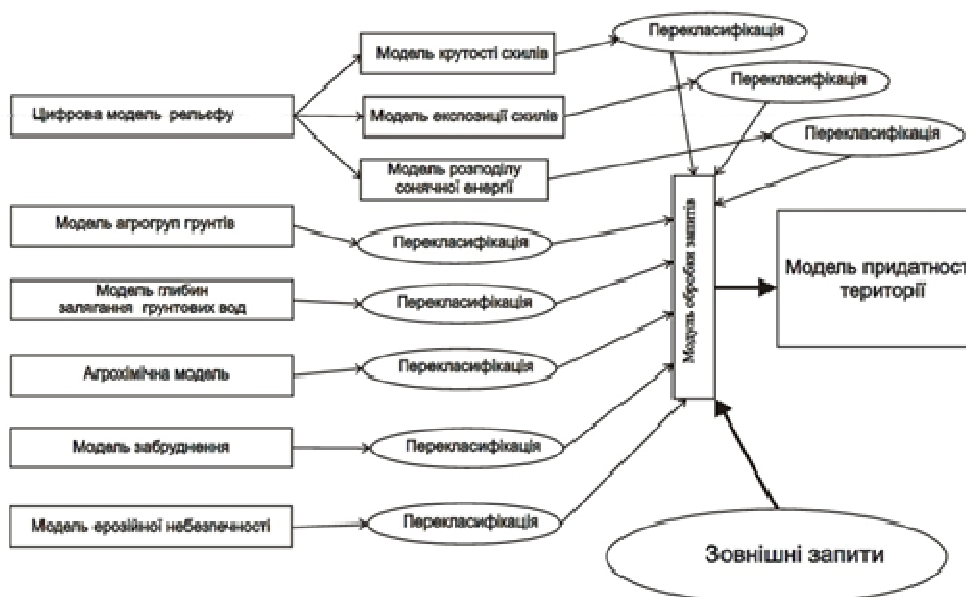 Модель крутості схилів
Перекласифікація
Цифрова модель рельєфу
Модель експозиції схилів
Перекласифікація
Модель розподілу
сонячної енергії
Перекласифікація
Модель агрогруп грунтів
Перекласифікація
Модель глибин
залягання грунтових вод
Перекласифікація
Агрохімічна модель
Перекласифікація
Модель забруднення
Перекласифікація
Модель ерозійної небезпечності
Перекласифікація
Модуль обробки запитів
Модель придатност
території
Зовнішні запити